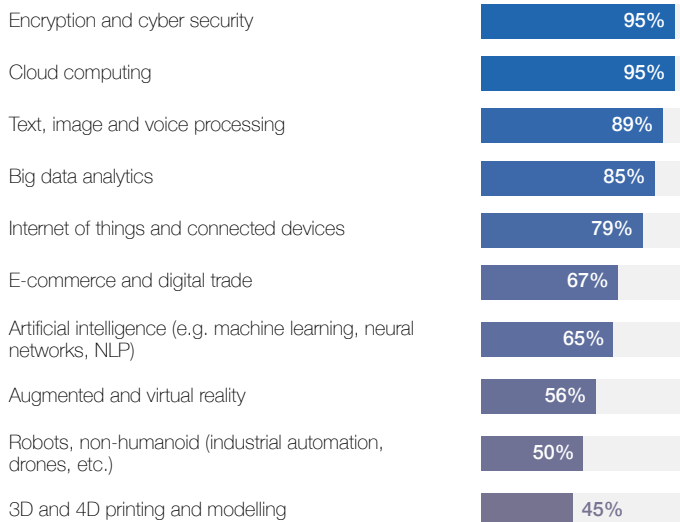 Encryption and cyber security 95%
Cloud computing 95%
Text, image and voice processing 89%
Big data analytics 85%
Internet of things and connected devices 79%
E-commerce and digital trade 67%
Artificial intelligence (e.g. machine learning, neural
networks, NLP) 65%
Augmented and virtual reality 56%
Robots, non-humanoid (industrial automation,
drones, etc.) 50%
3D and 4D printing and modelling 45%